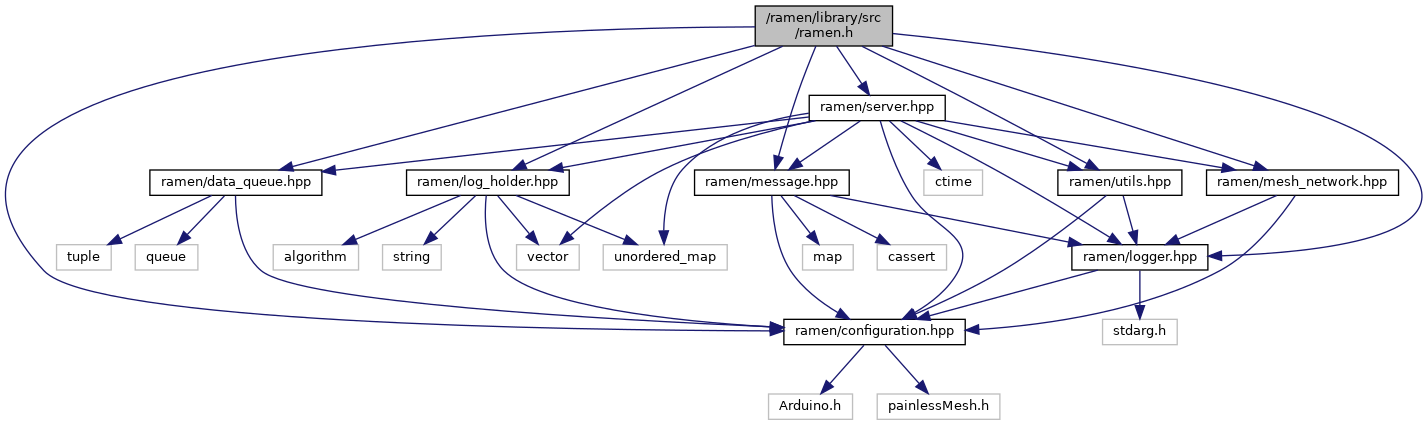 /ramen/library/src
/ramen.h
ramen/server.hpp
ramen/data_queue.hpp
ramen/log_holder.hpp
ramen/message.hpp
ctime
ramen/utils.hpp
ramen/mesh_network.hpp
tuple
queue
algorithm
string
vector
unordered_map
map
cassert
ramen/logger.hpp
ramen/configuration.hpp
stdarg.h
Arduino.h
painlessMesh.h